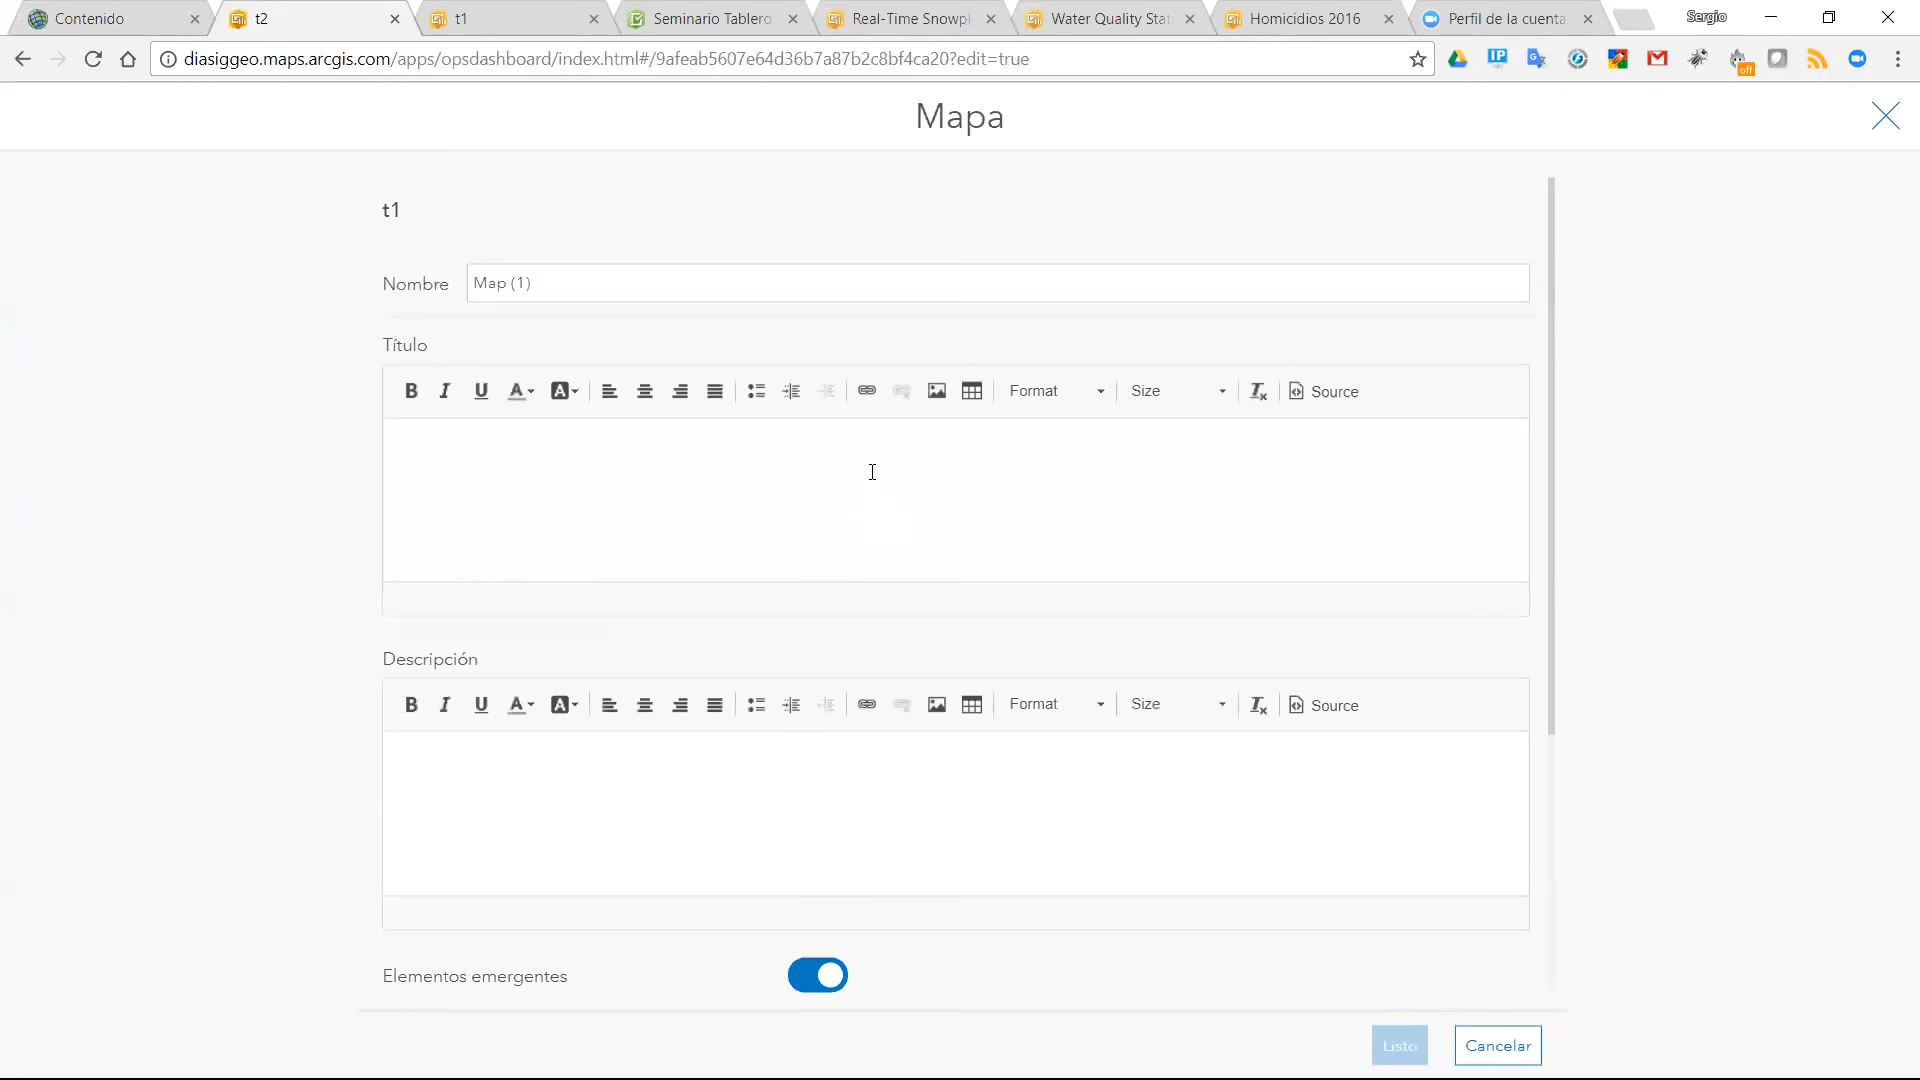 Contenido
t2
t1
Seminario Tablero
Real-Time Snowpl
Water Quality Stat
Homicidios 2016
Perfil de la cuenta
Sergio
diasiggeo.maps.arcgis.com/apps/opsdashboard/index.html#/9afeab5607e64d36b7a87b2c8bf4ca20?edit=true
IP
off
Mapa
t1
Nombre
Map (1)
Título
B I U A A Format Size Source
Descripción
B I U A A Format Size Source
Elementos emergentes
Listo
Cancelar